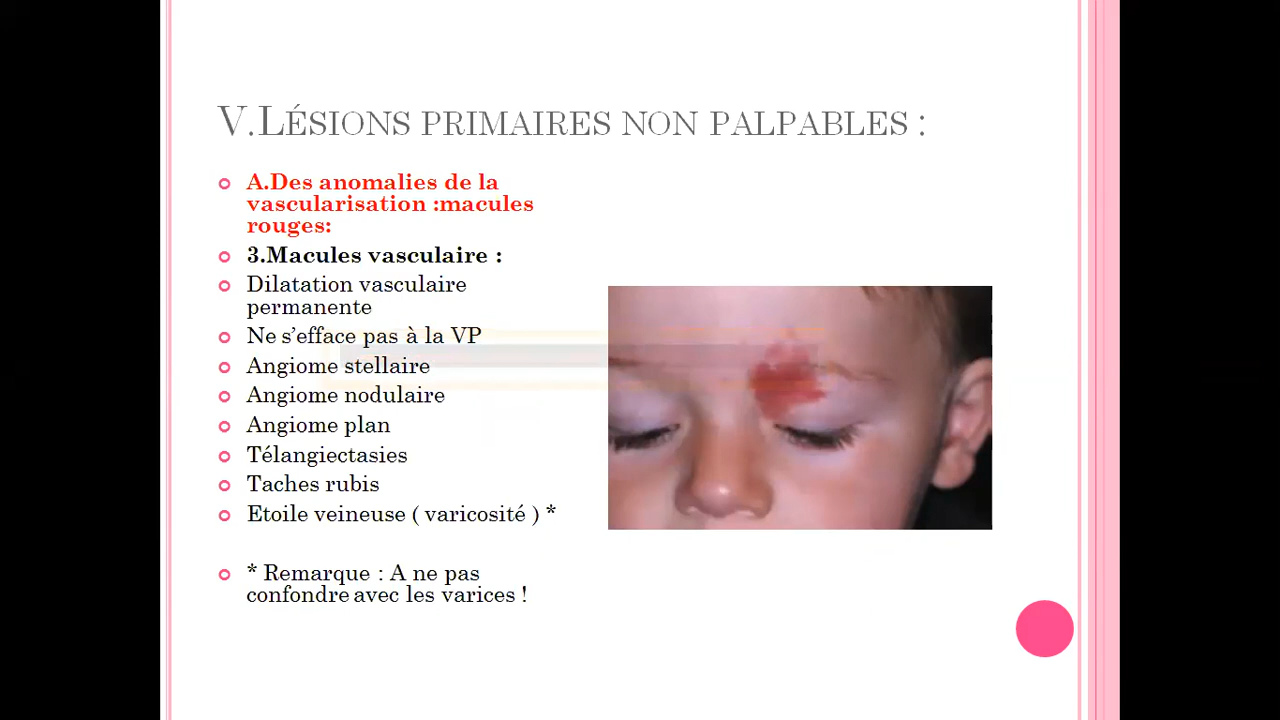 V.LÉSIONS PRIMAIRES NON PALPABLES :
A.Des anomalies de la
vascularisation :macules
rouges:
3.Macules vasculaire :
Dilatation vasculaire
permanente
Ne s’efface pas à la VP
Angiome stellaire
Angiome nodulaire
Angiome plan
Télangiectasies
Taches rubis
Etoile veineuse ( varicosité ) *
* Remarque : A ne pas
confondre avec les varices !